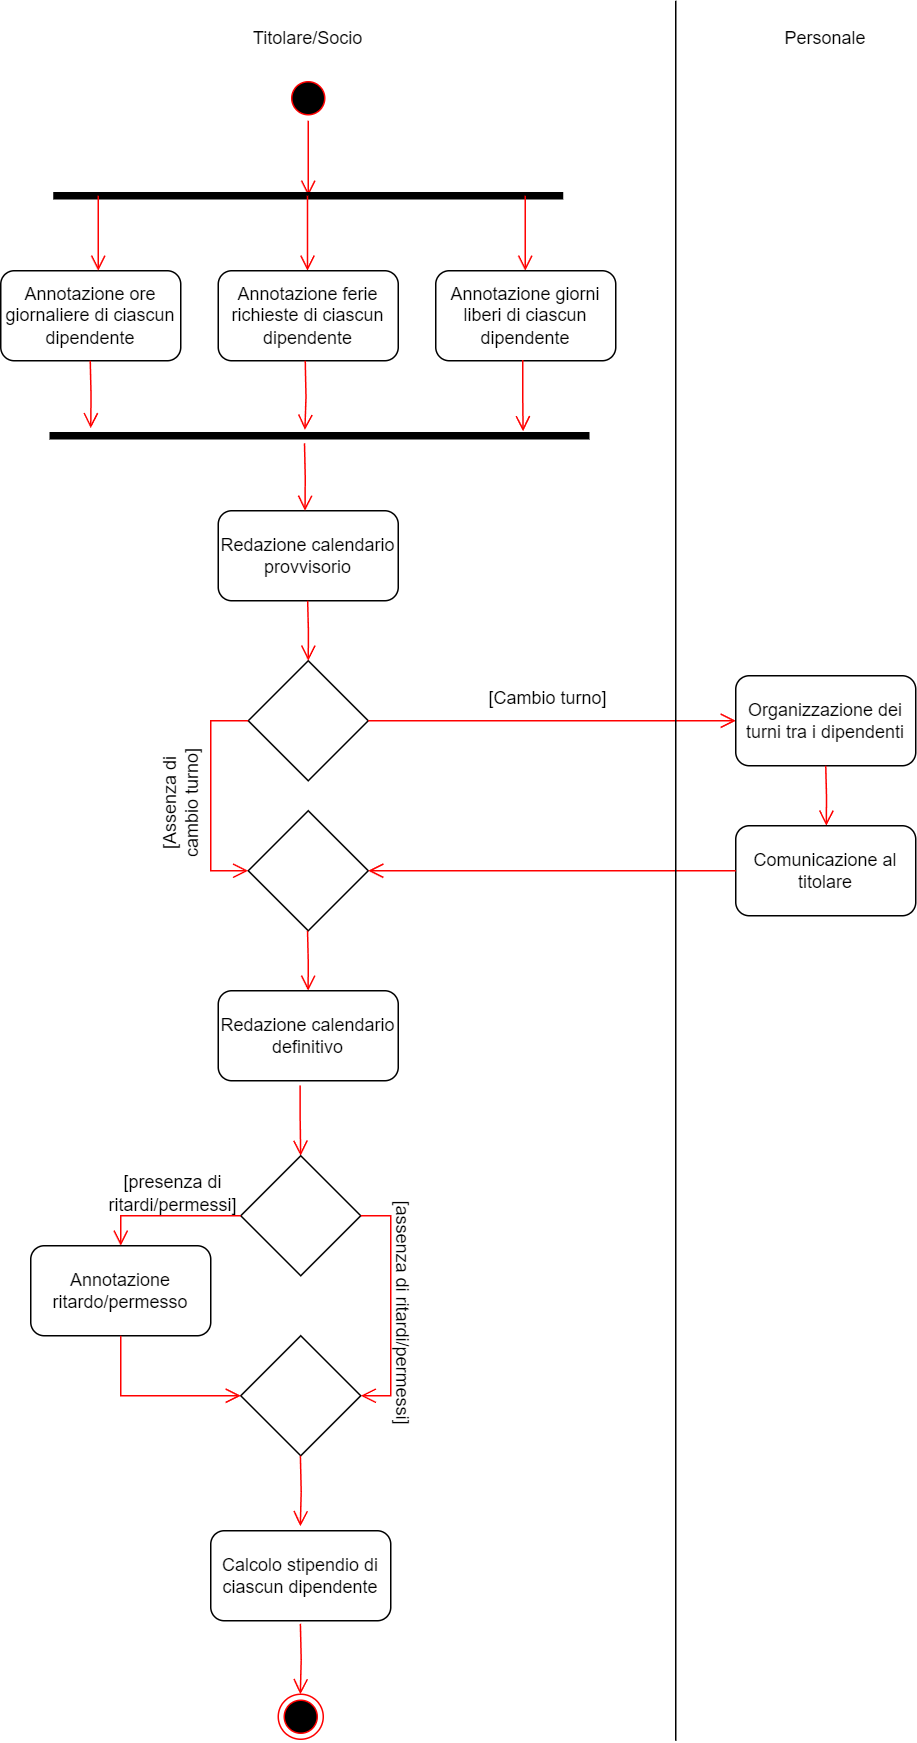 Titolare/Socio
Personale
Annotazione ore
giornaliere di ciascun
dipendente
Annotazione ferie
richieste di ciascun
dipendente
Annotazione giorni
liberi di ciascun
dipendente
Redazione calendario
provvisorio
[Cambio turno]
Organizzazione dei
turni tra i dipendenti
[Assenza di
cambio turno]
Comunicazione al
titolare
Redazione calendario
definitivo
[presenza di
ritardi/permessi]
[assenza di ritardi/permessi]
Annotazione
ritardo/permesso
Calcolo stipendio di
ciascun dipendente